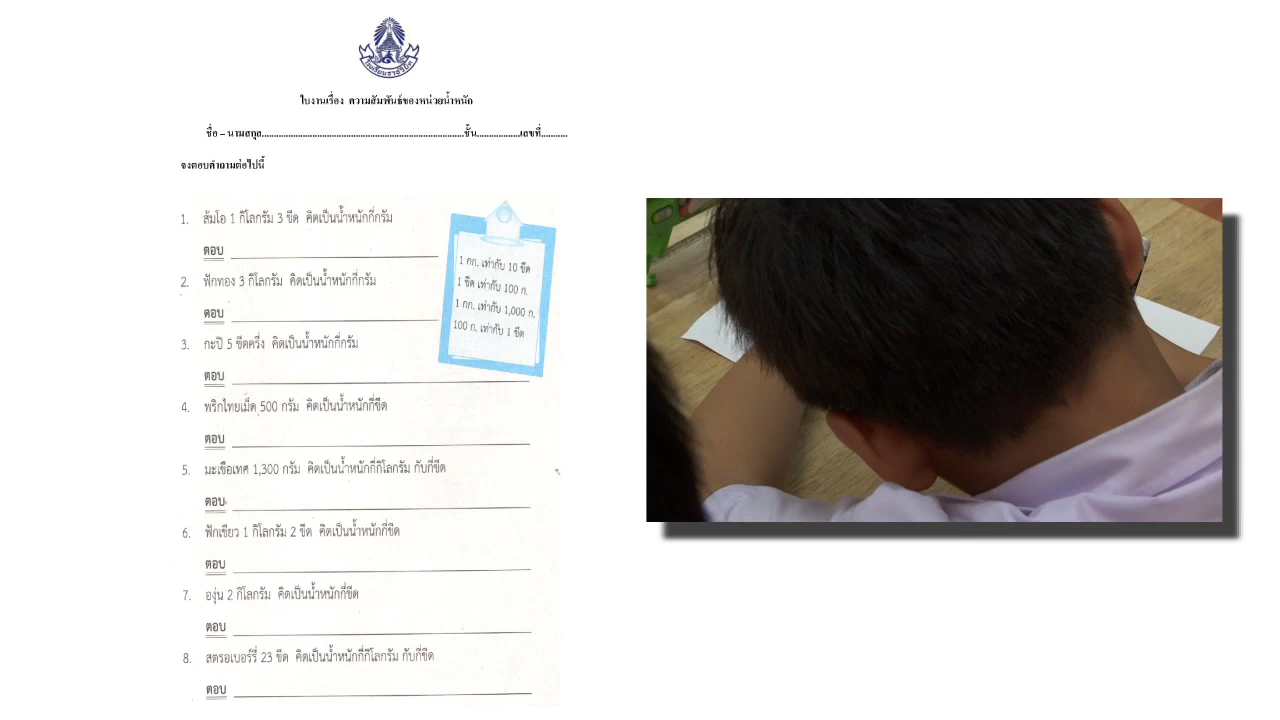 โรงเรียนราชวินิต
ใบงานเรื่อง ความสัมพันธ์ของหน่วยน้ำหนัก
ชื่อ – นามสกุล....................................................................................ชั้น..................เลขที่...........
จงตอบคำถามต่อไปนี้
1. ส้มโอ 1 กิโลกรัม 3 ขีด คิดเป็นน้ำหนักกี่กรัม
ตอบ
2. ฟักทอง 3 กิโลกรัม คิดเป็นน้ำหนักกี่กรัม
ตอบ
3. กะปิ 5 ขีดครึ่ง คิดเป็นน้ำหนักกี่กรัม
ตอบ
4. พริกไทยเม็ด 500 กรัม คิดเป็นน้ำหนักกี่ขีด
ตอบ
5. มะเขือเทศ 1,300 กรัม คิดเป็นน้ำหนักกี่กิโลกรัม กับกี่ขีด
ตอบ
6. ฟักเขียว 1 กิโลกรัม 2 ขีด คิดเป็นน้ำหนักกี่ขีด
ตอบ
7. องุ่น 2 กิโลกรัม คิดเป็นน้ำหนักกี่ขีด
ตอบ
8. สตรอเบอร์รี่ 23 ขีด คิดเป็นน้ำหนักกี่กิโลกรัม กับกี่ขีด
ตอบ
1 กก. เท่ากับ 10 ขีด
1 ขีด เท่ากับ 100 ก.
1 กก. เท่ากับ 1,000 ก.
100 ก. เท่ากับ 1 ขีด